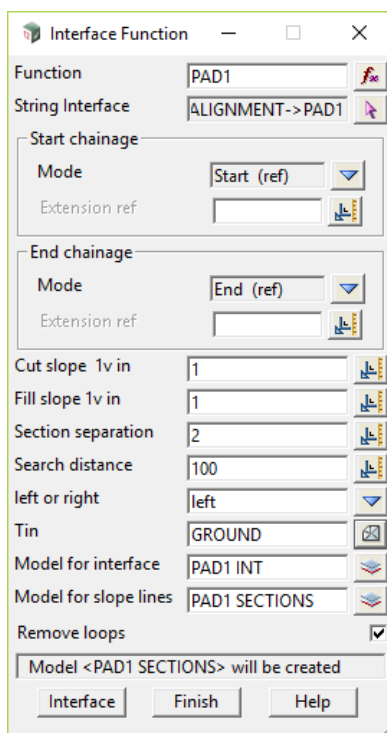 Interface Function
Function PAD1
String Interface ALIGNMENT->PAD1
Start chainage
Mode Start (ref)
Extension ref
End chainage
Mode End (ref)
Extension ref
Cut slope 1v in 1
Fill slope 1v in 1
Section separation 2
Search distance 100
left or right left
Tin GROUND
Model for interface PAD1 INT
Model for slope lines PAD1 SECTIONS
Remove loops
Model <PAD1 SECTIONS> will be created
Interface Finish Help